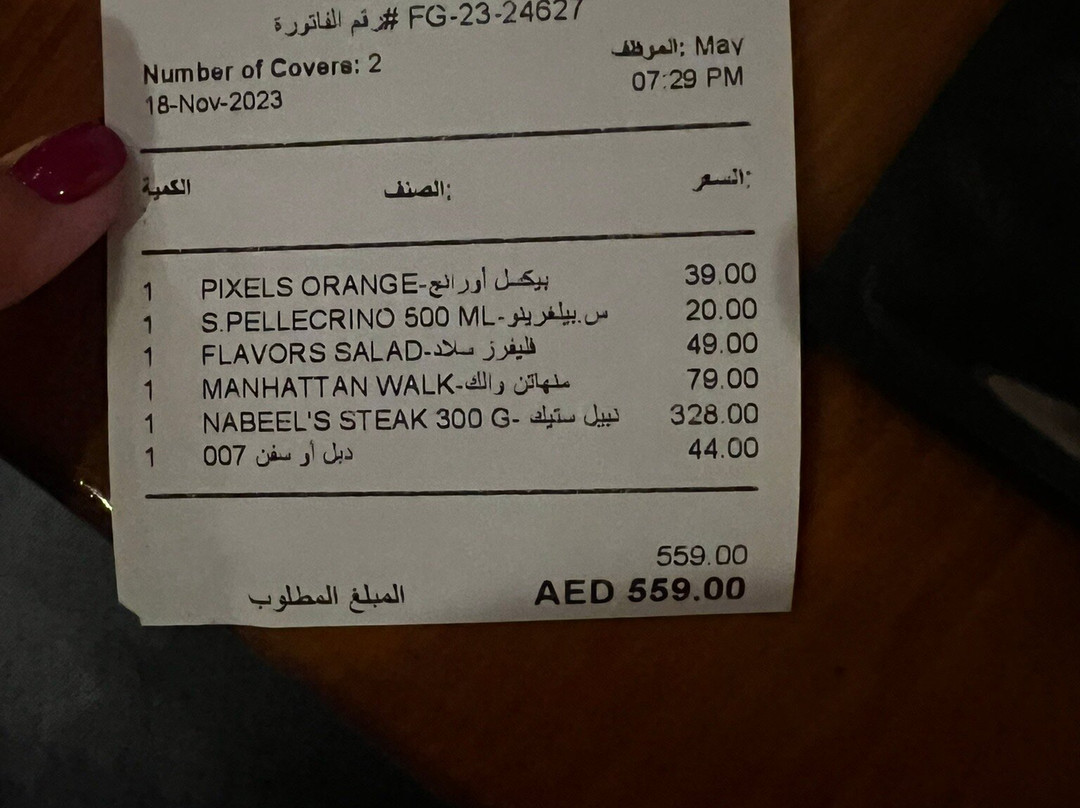 رقم الفاتورة# FG-23-24627
الموظف: May
Number of Covers: 2
07:29 PM
18-Nov-2023
الكمية الصنف: السعر:
1 PIXELS ORANGE-بيكسل أورانج 39.00
1 S.PELLECRINO 500 ML-س.بيلغرينو 20.00
1 FLAVORS SALAD-فليفرز سلاد 49.00
1 MANHATTAN WALK-منهاتن والك 79.00
1 NABEEL'S STEAK 300 G- نبيل ستيك 328.00
1 007 دبل أو سفن 44.00
559.00
المبلغ المطلوب AED 559.00